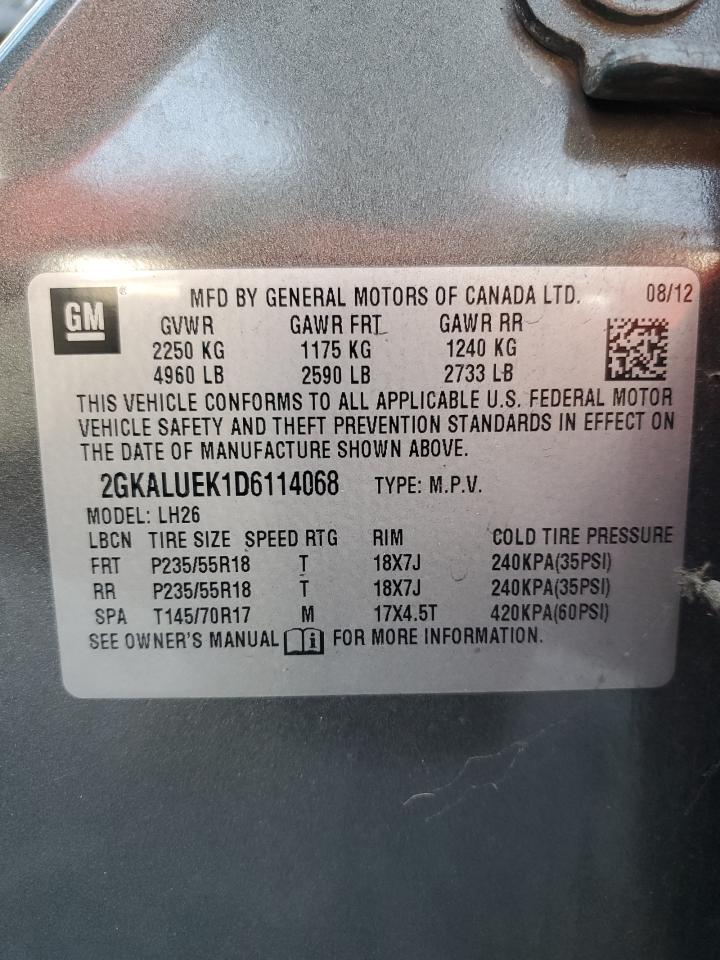 GM ® MFD BY GENERAL MOTORS OF CANADA LTD. 08/12
GVWR GAWR FRT GAWR RR
2250 KG 1175 KG 1240 KG
4960 LB 2590 LB 2733 LB
THIS VEHICLE CONFORMS TO ALL APPLICABLE U.S. FEDERAL MOTOR
VEHICLE SAFETY AND THEFT PREVENTION STANDARDS IN EFFECT ON
THE DATE OF MANUFACTURE SHOWN ABOVE.
2GKALUEK1D6114068 TYPE: M.P.V.
MODEL: LH26
LBCN TIRE SIZE SPEED RTG RIM COLD TIRE PRESSURE
FRT P235/55R18 T 18X7J 240KPA(35PSI)
RR P235/55R18 T 18X7J 240KPA(35PSI)
SPA T145/70R17 M 17X4.5T 420KPA(60PSI)
SEE OWNER'S MANUAL i FOR MORE INFORMATION.